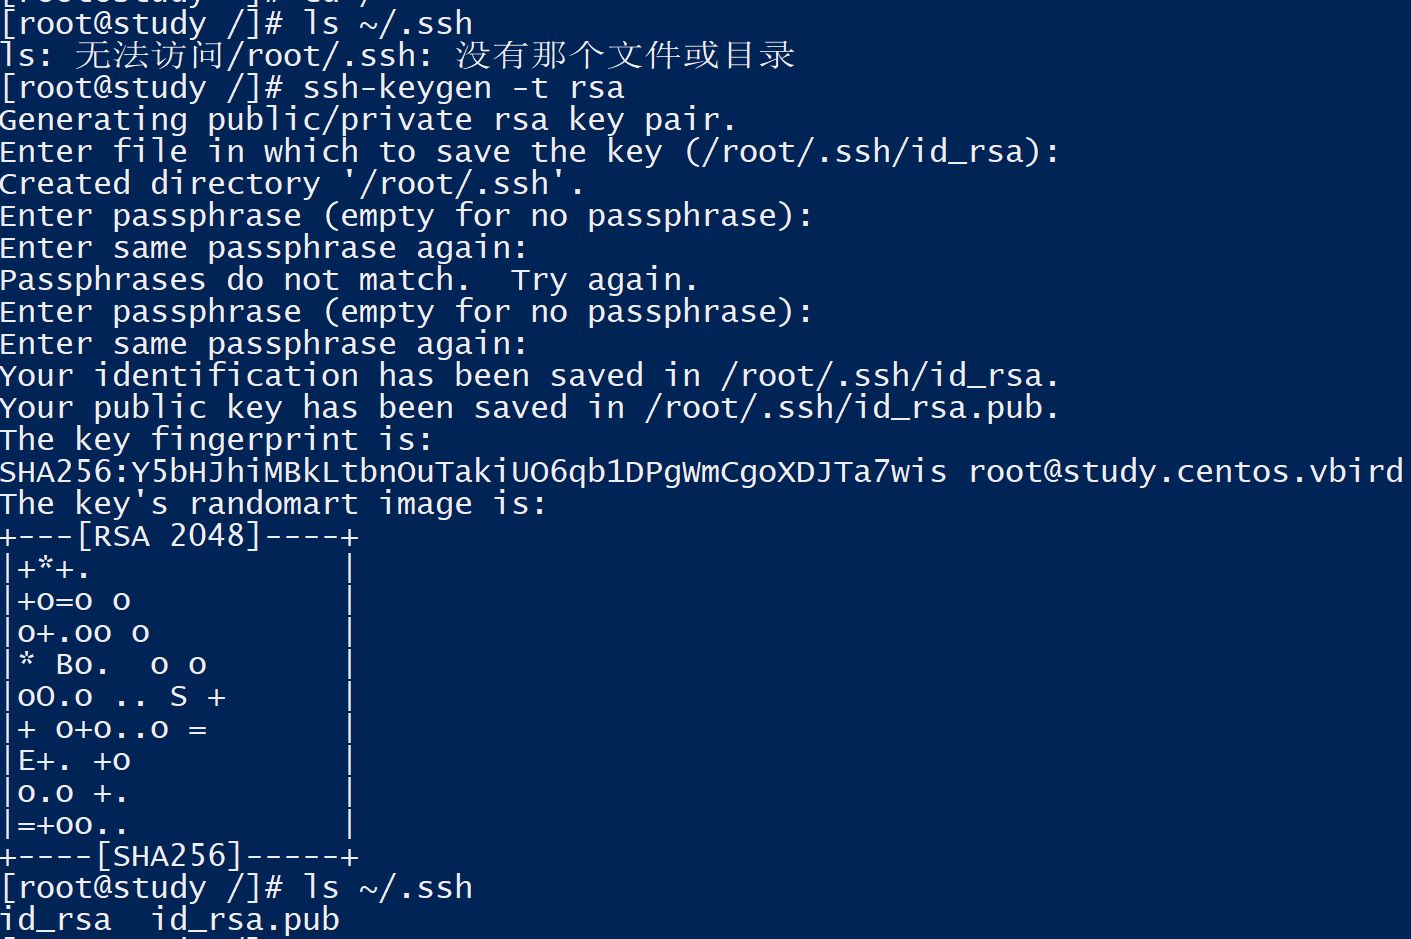 [root@study /]# ls ~/.ssh
ls: 无法访问/root/.ssh: 没有那个文件或目录
[root@study /]# ssh-keygen -t rsa
Generating public/private rsa key pair.
Enter file in which to save the key (/root/.ssh/id_rsa):
Created directory '/root/.ssh'.
Enter passphrase (empty for no passphrase):
Enter same passphrase again:
Passphrases do not match.  Try again.
Enter passphrase (empty for no passphrase):
Enter same passphrase again:
Your identification has been saved in /root/.ssh/id_rsa.
Your public key has been saved in /root/.ssh/id_rsa.pub.
The key fingerprint is:
SHA256:Y5bHJhiMBkLtbnOuTakiUO6qb1DPgWmCgoXDJTa7wis root@study.centos.vbird
The key's randomart image is:
+---[RSA 2048]----+
|+*+.             |
|+o=o o           |
|o+.oo o          |
|* Bo.  o o       |
|oO.o .. S +      |
|+ o+o..o =       |
|E+. +o           |
|o.o +.           |
|=+oo..           |
+----[SHA256]-----+
[root@study /]# ls ~/.ssh
id_rsa  id_rsa.pub